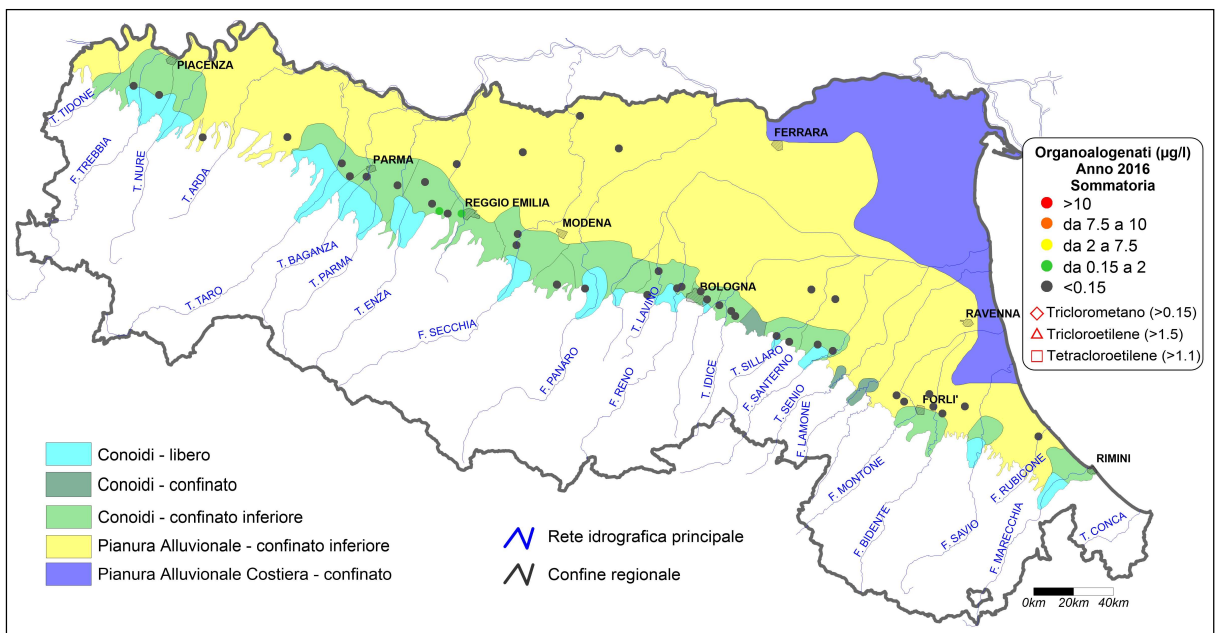 PIACENZA
T. TIDONE
F. TREBBIA
T. NURE
T. ARDA
PARMA
REGGIO EMILIA
MODENA
FERRARA
BOLOGNA
RAVENNA
FORLI'
RIMINI
T. TARO
T. BAGANZA
T. PARMA
T. ENZA
F. SECCHIA
F. PANARO
T. LAVINO
F. RENO
T. IDICE
T. SILLARO
F. SANTERNO
T. SENIO
F. LAMONE
F. MONTONE
F. BIDENTE
F. SAVIO
F. RUBICONE
F. MARECCHIA
T. CONCA
Organoalogenati (µg/l)
Anno 2016
Sommatoria
>10
da 7.5 a 10
da 2 a 7.5
da 0.15 a 2
<0.15
Triclorometano (>0.15)
Tricloroetilene (>1.5)
Tetracloroetilene (>1.1)
Conoidi - libero
Conoidi - confinato
Conoidi - confinato inferiore
Pianura Alluvionale - confinato inferiore
Pianura Alluvionale Costiera - confinato
Rete idrografica principale
Confine regionale
0km 20km 40km